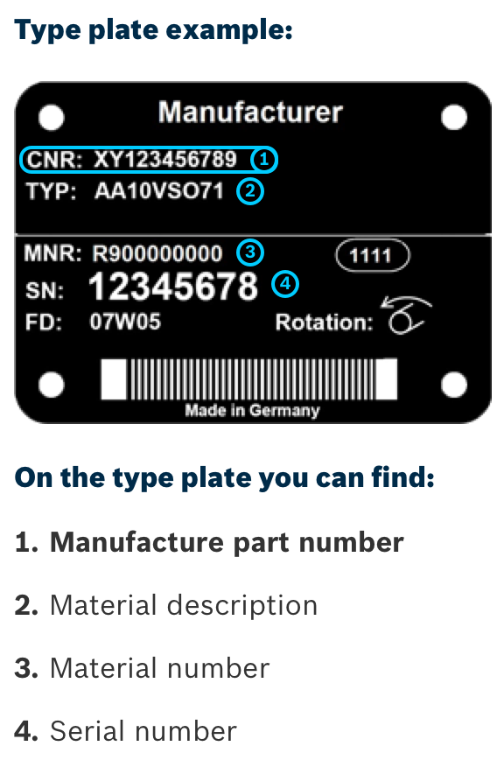 Type plate example:
Manufacturer
CNR: XY123456789 1
TYP: AA10VSO71 2
MNR: R900000000 3 1111
SN: 12345678 4
FD: 07W05 Rotation:
Made in Germany
On the type plate you can find:
1. Manufacture part number
2. Material description
3. Material number
4. Serial number